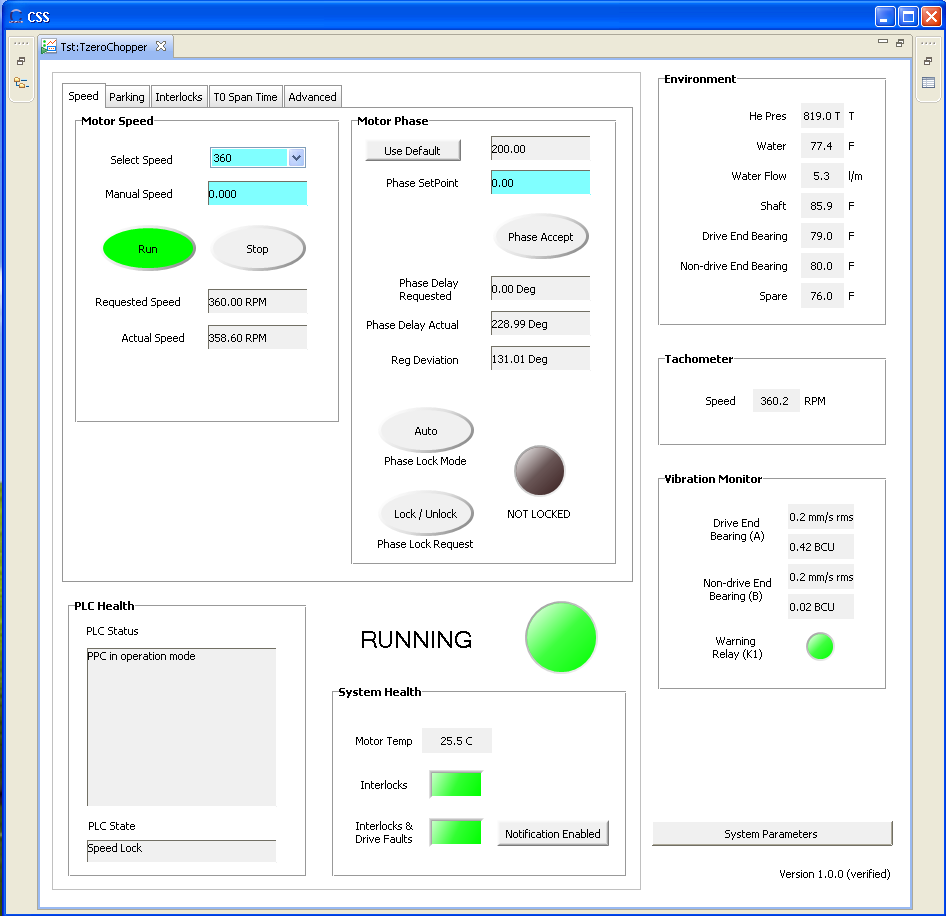 CSS
Tst:TzeroChopper
Speed Parking Interlocks T0 Span Time Advanced
Motor Speed
Select Speed 360
Manual Speed 0.000
Run Stop
Requested Speed 360.00 RPM
Actual Speed 358.60 RPM
Motor Phase
Use Default 200.00
Phase SetPoint 0.00
Phase Accept
Phase Delay
Requested 0.00 Deg
Phase Delay Actual 228.99 Deg
Reg Deviation 131.01 Deg
Auto
Phase Lock Mode
Lock / Unlock
Phase Lock Request
NOT LOCKED
Environment
He Pres 819.0 T T
Water 77.4 F
Water Flow 5.3 l/m
Shaft 85.9 F
Drive End Bearing 79.0 F
Non-drive End Bearing 80.0 F
Spare 76.0 F
Tachometer
Speed 360.2 RPM
Vibration Monitor
Drive End
Bearing (A)
0.2 mm/s rms
0.42 BCU
Non-drive End
Bearing (B)
0.2 mm/s rms
0.02 BCU
Warning
Relay (K1)
PLC Health
PLC Status
PPC in operation mode
PLC State
Speed Lock
RUNNING
System Health
Motor Temp 25.5 C
Interlocks
Interlocks &
Drive Faults
Notification Enabled
System Parameters
Version 1.0.0 (verified)